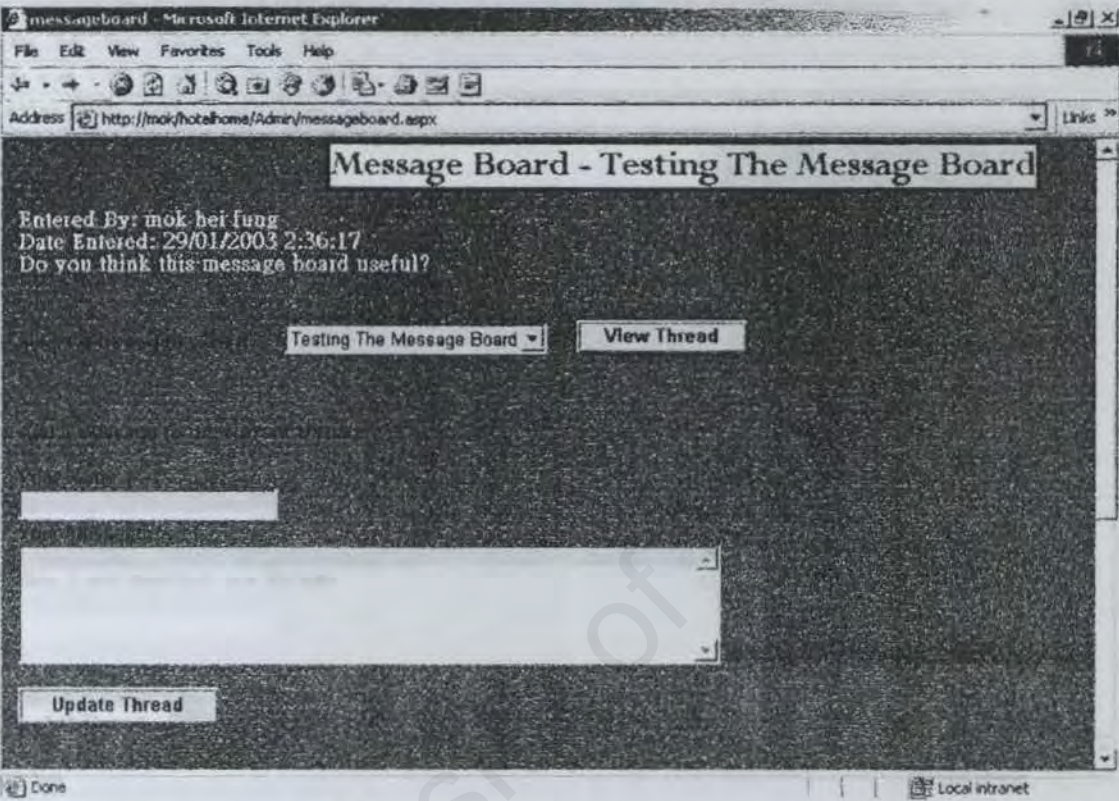 messageboard - Microsoft Internet Explorer
File Edit View Favorites Tools Help
Address http://mok/hotelhome/Admin/messageboard.aspx Links »
Message Board - Testing The Message Board
Entered By: mok hei fung
Date Entered: 29/01/2003 2:36:17
Do you think this message board useful?
Testing The Message Board View Thread
Update Thread
Done Local intranet